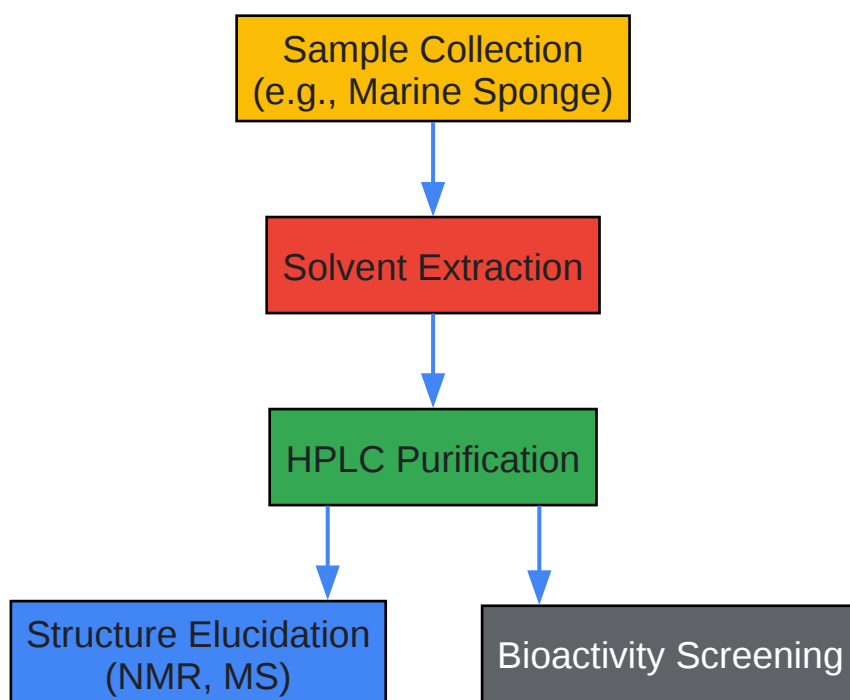 Sample Collection
(e.g., Marine Sponge)
Solvent Extraction
HPLC Purification
Structure Elucidation
(NMR, MS)
Bioactivity Screening